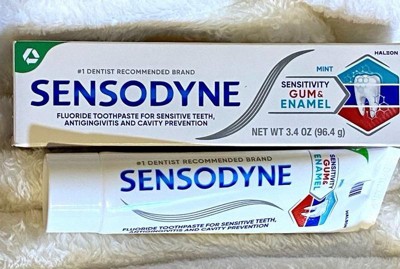 #1 DENTIST RECOMMENDED BRAND
HALEON
SENSODYNE
MINT
SENSITIVITY
GUM &
ENAMEL
FLUORIDE TOOTHPASTE FOR SENSITIVE TEETH,
ANTIGINGIVITIS AND CAVITY PREVENTION
NET WT 3.4 OZ (96.4 g)
#1 DENTIST RECOMMENDED BRAND
SENSODYNE
SENSITIVITY
GUM &
ENAMEL
FLUORIDE TOOTHPASTE FOR SENSITIVE TEETH,
ANTIGINGIVITIS AND CAVITY PREVENTION